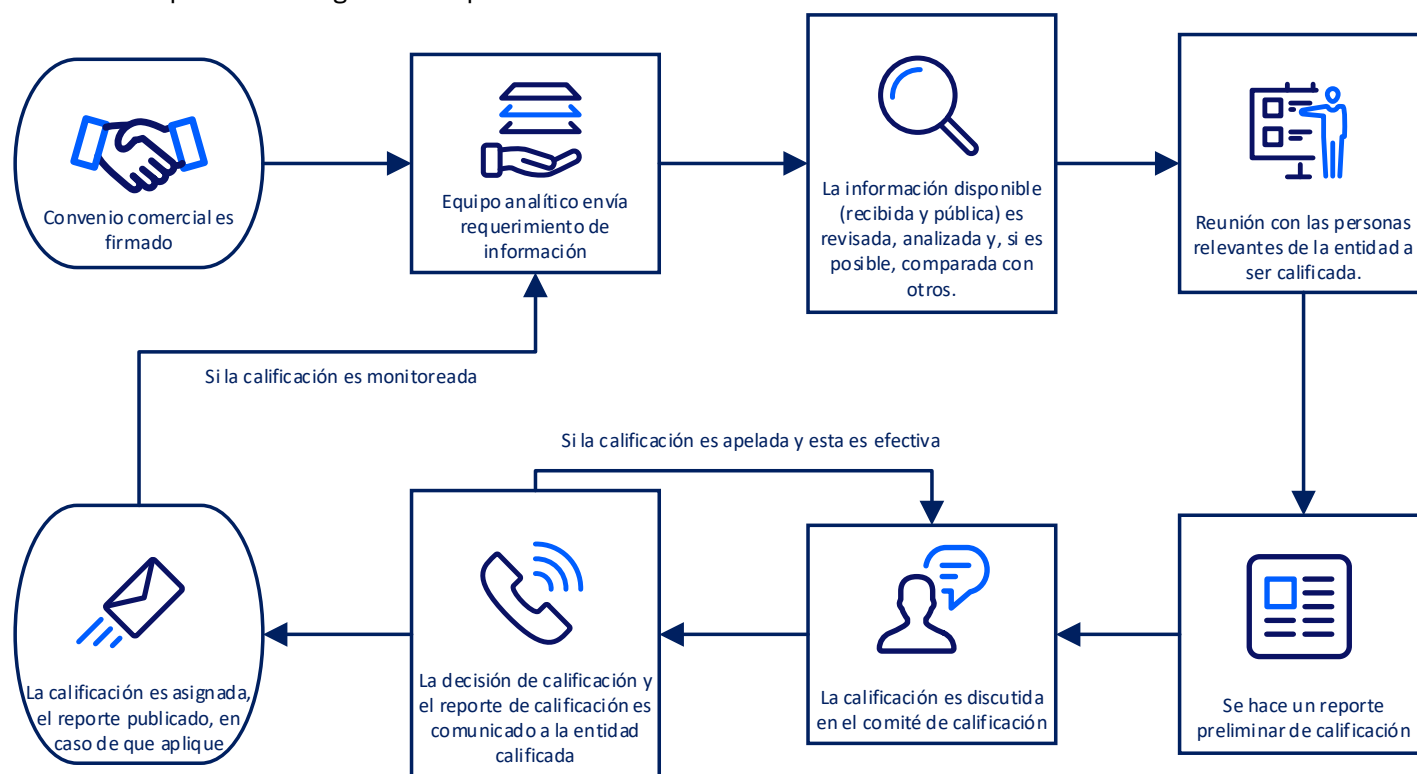 Convenio comercial es
firmado
Equipo analítico envía
requerimiento de
información
La información disponible
(recibida y pública) es
revisada, analizada y, si es
posible, comparada con
otros.
Reunión con las personas
relevantes de la entidad a
ser calificada.
Si la calificación es monitoreada
Si la calificación es apelada y esta es efectiva
La calificación es asignada,
el reporte publicado, en
caso de que aplique
La decisión de calificación y
el reporte de calificación es
comunicado a la entidad
calificada
La calificación es discutida
en el comité de calificación
Se hace un reporte
preliminar de calificación